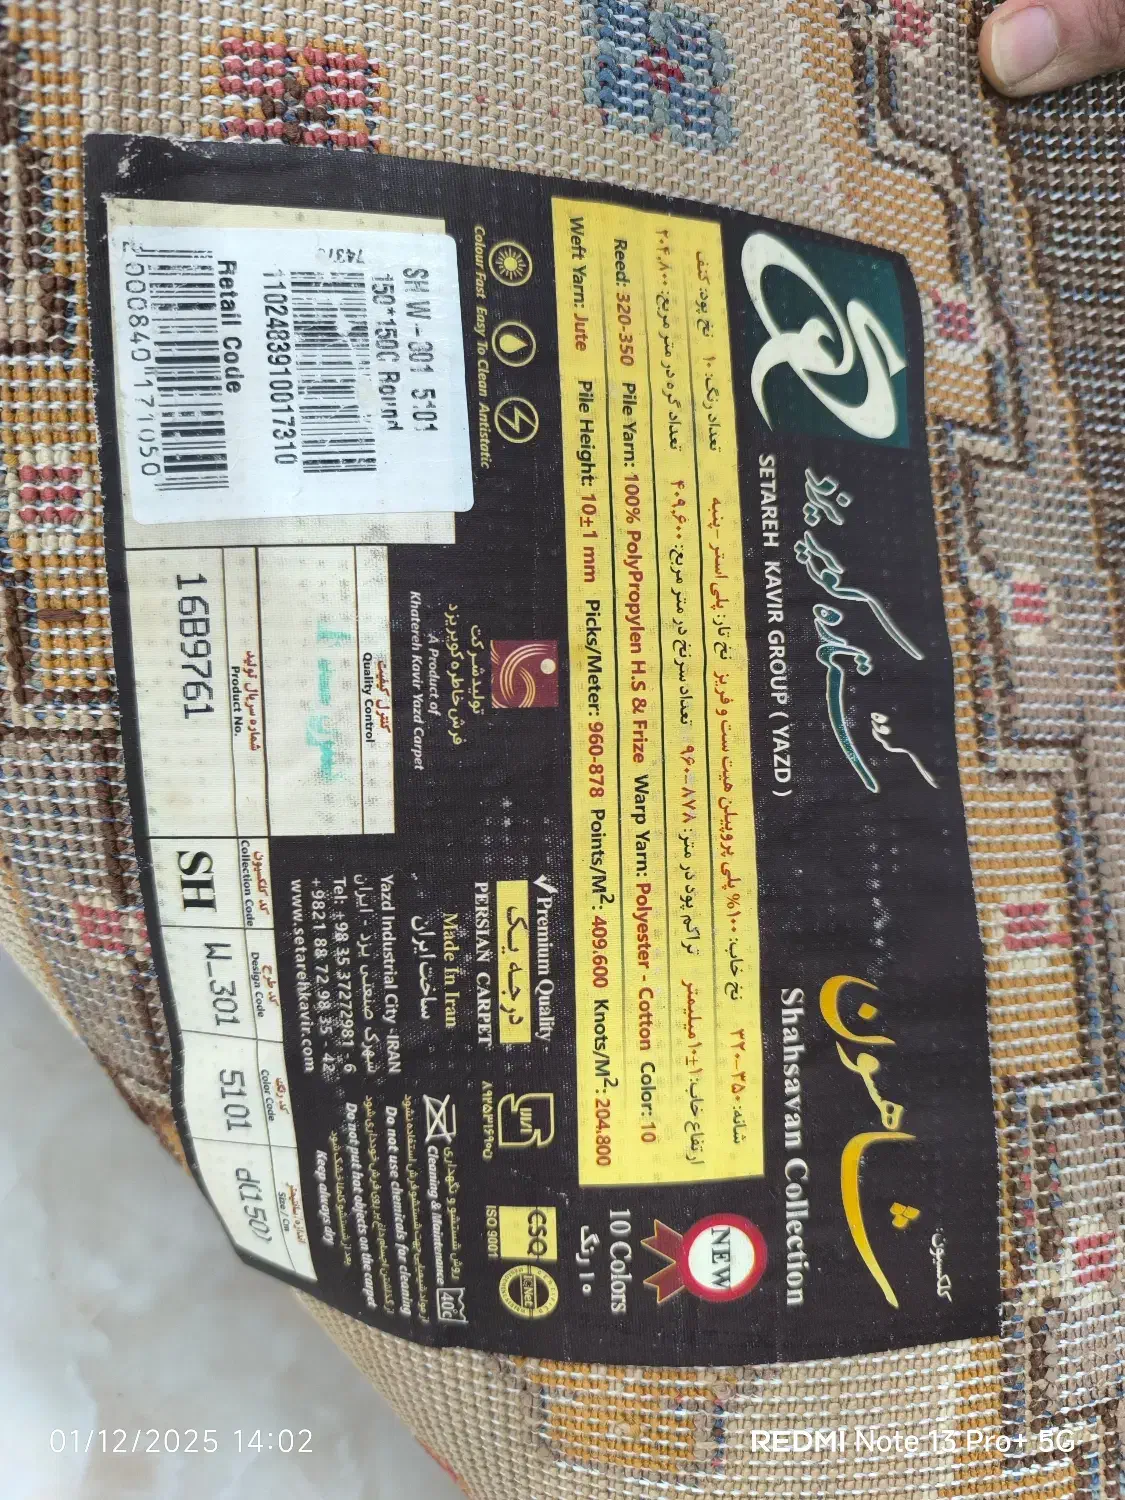 گروه
ستاره کویر یزد
SETAREH KAVIR GROUP ( YAZD )
کلکسیون:
شاهسون
Shahsavan Collection
NEW
10 Colors
۱۰ رنگ
شانه: ۳۵۰-۳۲۰ نخ خاب: ۱۰۰% پلی پروپیلن هیت ست و فریز نخ تار: پلی استر - پنبه تعداد رنگ: ۱۰ نخ پود: کنف
ارتفاع خاب: ۱±۱۰ میلیمتر تراکم پود در متر: ۸۷۸-۹۶۰ تعداد سرنخ در متر مربع: ۴۰۹.۶۰۰ تعداد گره در متر مربع: ۲۰۴.۸۰۰
Reed: 320-350 Pile Yarn: 100% PolyPropylen H.S & Frize Warp Yarn: Polyester - Cotton Color: 10
Weft Yarn: Jute Pile Height: 10±1 mm Picks/Meter: 960-878 Points/M²: 409.600 Knots/M²: 204.800
Colour Fast Easy To Clean Antistatic
تولید شرکت
فرش خاطره کویر یزد
A Product of
Khatereh Kavir Yazd Carpet
✓ Premium Quality
درجه یک
PERSIAN CARPET
Made In Iran
ساخت ایران
Yazd Industrial City - IRAN
شهرک صنعتی یزد - ایران
Tel: +98 35 37272981 - 6
+9821 88 72 98 35 - 42
www.setarehkavir.com
CSQ
ISO 9001
IQNet
روش شستشو و نگهداری
Cleaning & Maintenance
40c
Do not use chemicals for cleaning
Do not put hot objects on the carpet
Keep always dry
SH W - 301 5101
150*150C Round
1102483910017310
Retail Code
2000840171050
کنترل کیفیت
Quality Control
شماره سریال تولید
Product No.
16B9761
کد کلکسیون
Collection Code
SH
کد طرح
Design Code
W_301
کد رنگ
Color Code
5101
Size / Cm
d(150)
01/12/2025 14:02
REDMI Note 13 Pro+ 5G